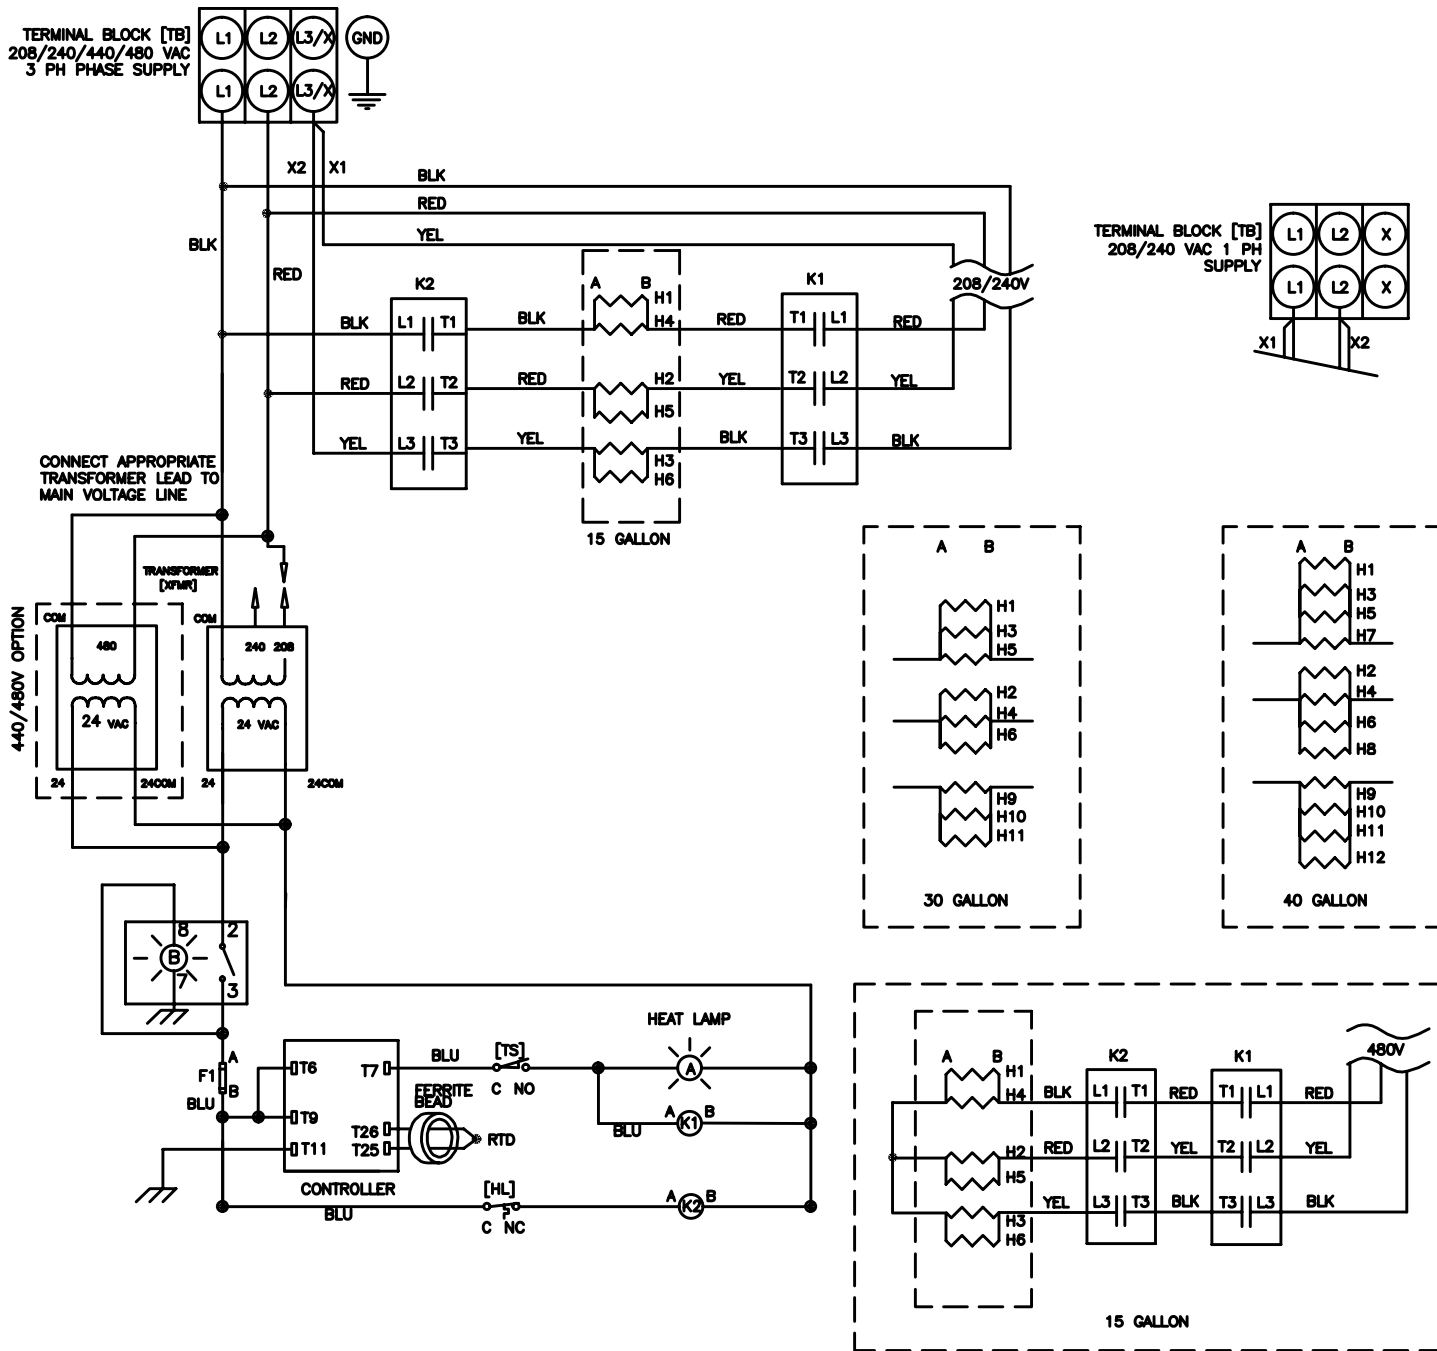 TERMINAL BLOCK [TB]
208/240/440/480 VAC
3 PH PHASE SUPPLY
L1 L2 L3/X GND
L1 L2 L3/X
X2 X1
BLK
RED
YEL
BLK
RED
TERMINAL BLOCK [TB]
208/240 VAC 1 PH
SUPPLY
L1 L2 X
L1 L2 X
X1 X2
208/240V
K2
A B
K1
H1
BLK L1 T1 BLK H4 RED T1 L1 RED
RED L2 T2 RED H2 YEL T2 L2 YEL
H5
YEL L3 T3 YEL H3 BLK T3 L3 BLK
H6
15 GALLON
CONNECT APPROPRIATE
TRANSFORMER LEAD TO
MAIN VOLTAGE LINE
TRANSFORMER
[XFMR]
440/480V OPTION
COM
480
24 VAC
24
24COM
COM
240 208
24 VAC
24
24COM
A B
H1
H3
H5
H2
H4
H6
H9
H10
H11
30 GALLON
A B
H1
H3
H5
H7
H2
H4
H6
H8
H9
H10
H11
H12
40 GALLON
8 2
B
7 3
A
F1
B
BLU
T6
T7
T9
T26
T11
T25
CONTROLLER
BLU
[TS]
C NO
FERRITE
BEAD
RTD
HEAT LAMP
A
A K1 B
BLU
BLU
[HL]
C NC
A K2 B
480V
A B
K2
K1
H1
H4 BLK L1 T1 RED T1 L1 RED
H2 RED L2 T2 YEL T2 L2 YEL
H5
H3 YEL L3 T3 BLK T3 L3 BLK
H6
15 GALLON